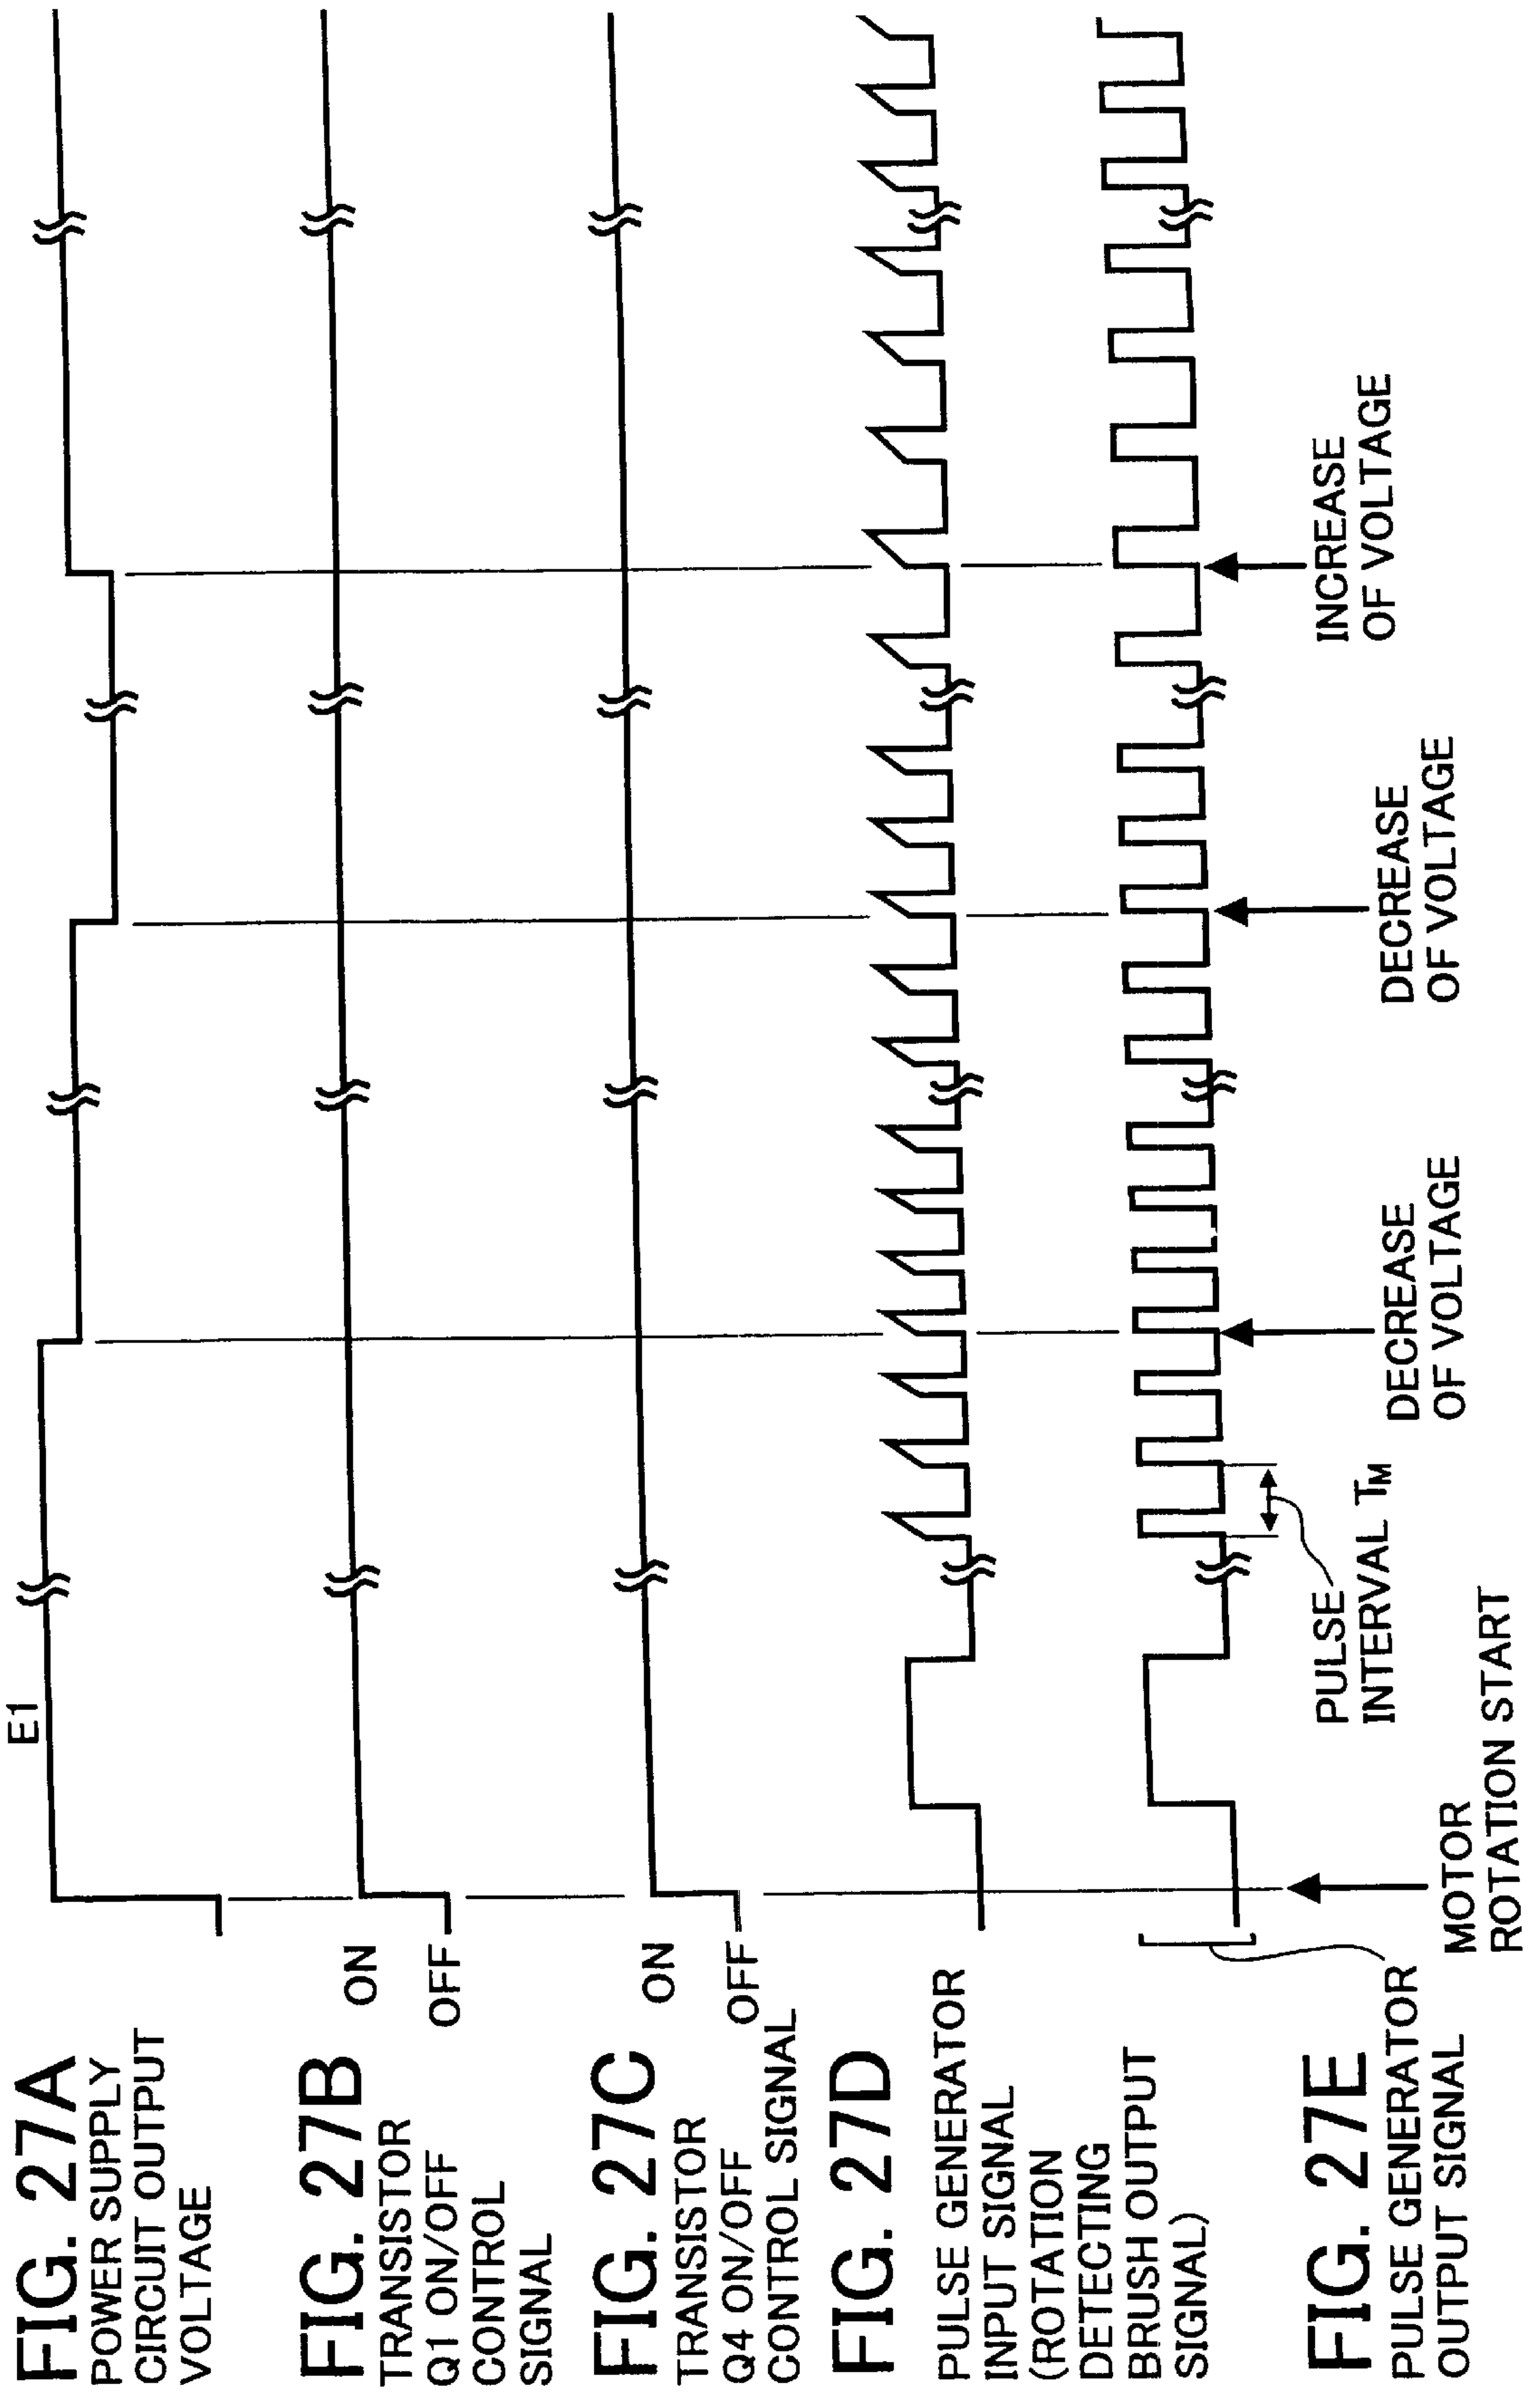 FIG. 27A
POWER SUPPLY
CIRCUIT OUTPUT
VOLTAGE
E1
FIG. 27B
TRANSISTOR
Q1 ON/OFF
CONTROL
SIGNAL
ON
OFF
FIG. 27C
TRANSISTOR
Q4 ON/OFF
CONTROL SIGNAL
ON
OFF
FIG. 27D
PULSE GENERATOR
INPUT SIGNAL
(ROTATION
DETECTING
BRUSH OUTPUT
SIGNAL)
FIG. 27E
PULSE GENERATOR
OUTPUT SIGNAL
MOTOR
ROTATION START
PULSE
INTERVAL TM
DECREASE
OF VOLTAGE
DECREASE
OF VOLTAGE
INCREASE
OF VOLTAGE